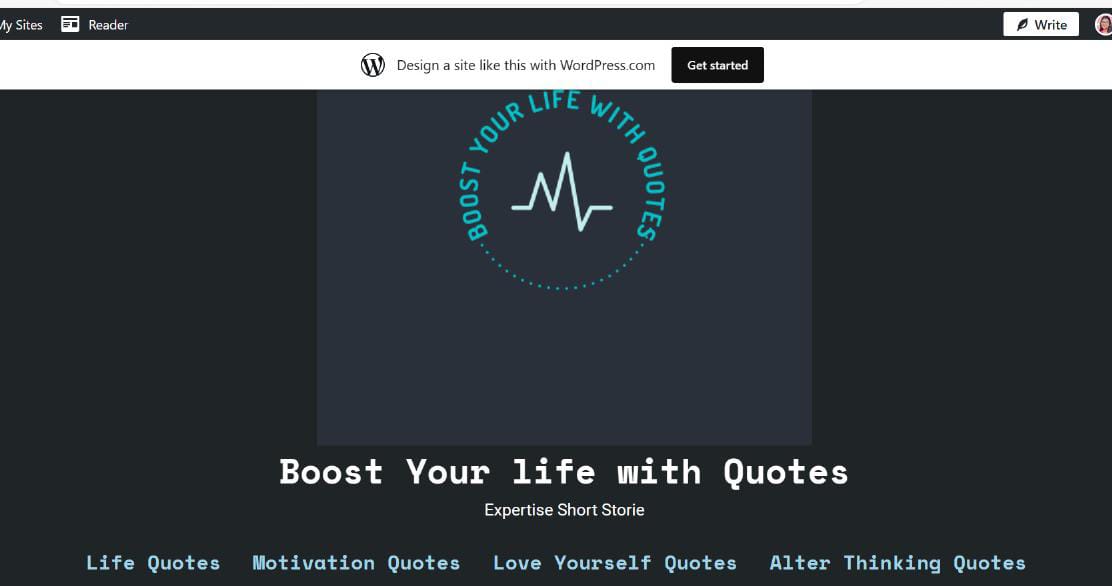 My Sites Reader Write
Design a site like this with WordPress.com Get started
BOOST YOUR LIFE WITH QUOTES
Boost Your life with Quotes
Expertise Short Storie
Life Quotes Motivation Quotes Love Yourself Quotes Alter Thinking Quotes